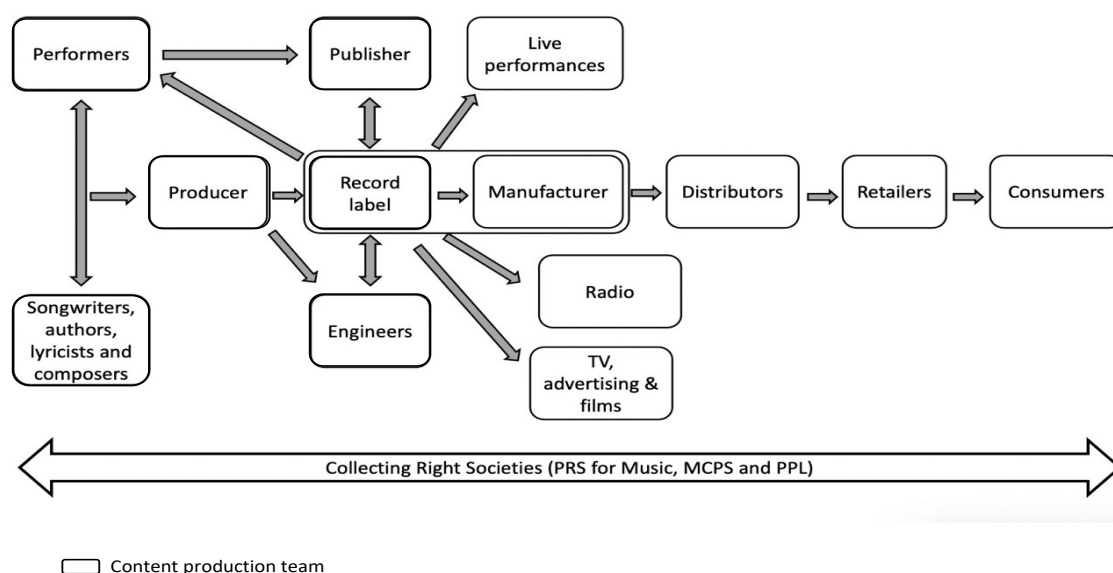 Performers
Publisher
Live
performances
Producer
Record
label
Manufacturer
Distributors
Retailers
Consumers
Songwriters,
authors,
lyricists and
composers
Engineers
Radio
TV,
advertising &
films
Collecting Right Societies (PRS for Music, MCPS and PPL)
Content production team